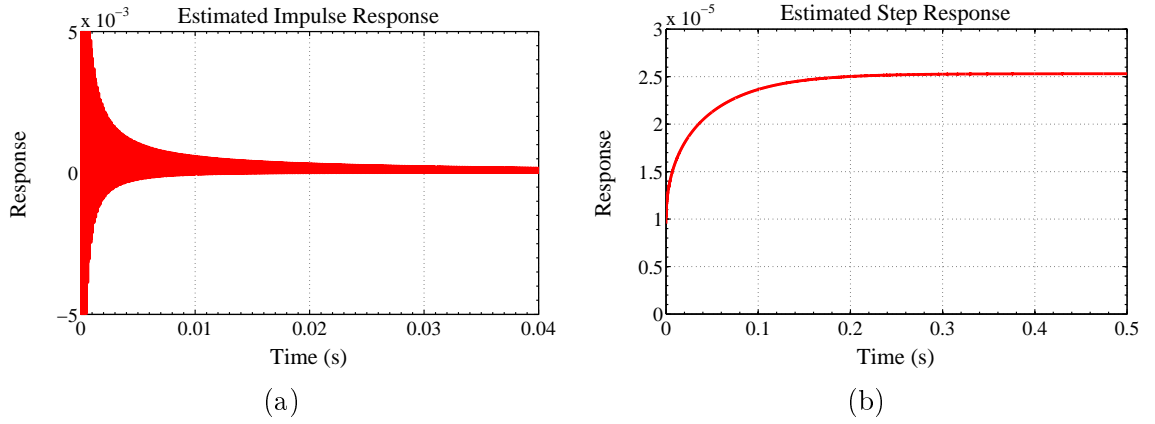 Estimated Impulse Response
x 10⁻³
5
0
−5
Response
0
0.01
0.02
0.03
0.04
Time (s)
(a)
Estimated Step Response
x 10⁻⁵
3
2.5
2
1.5
1
0.5
0
Response
0
0.1
0.2
0.3
0.4
0.5
Time (s)
(b)